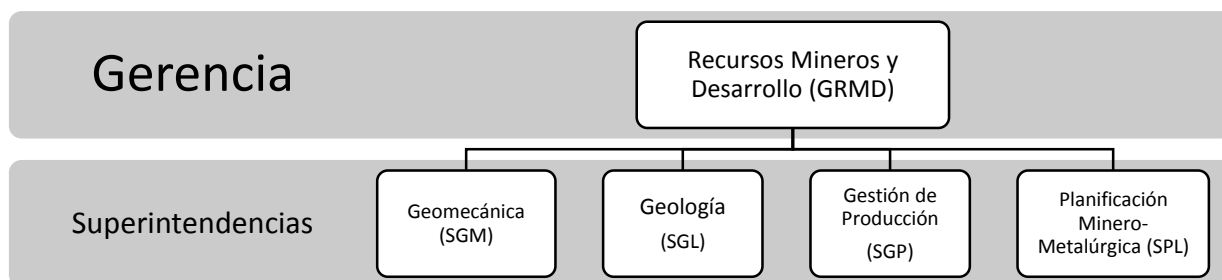 Gerencia
Recursos Mineros y
Desarrollo (GRMD)
Superintendencias
Geomecánica
(SGM)
Geología
(SGL)
Gestión de
Producción
(SGP)
Planificación
Minero-
Metalúrgica (SPL)